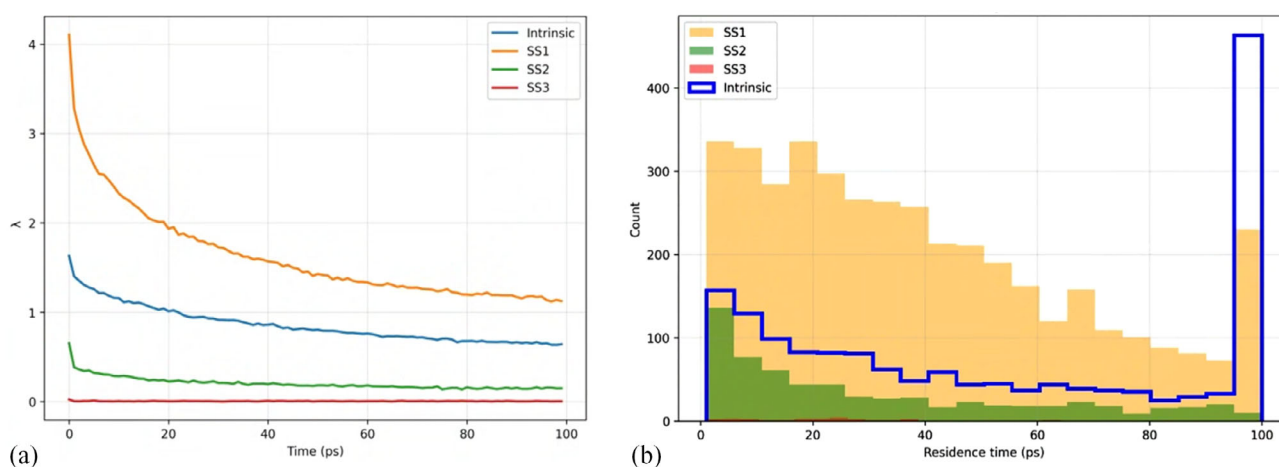 4
3
2
1
0
λ
0
20
40
60
80
100
Time (ps)
Intrinsic
SS1
SS2
SS3
(a)
400
300
200
100
0
Count
0
20
40
60
80
100
Residence time (ps)
SS1
SS2
SS3
Intrinsic
(b)